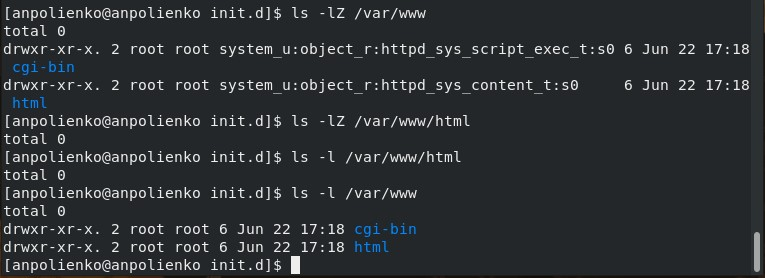 [anpolienko@anpolienko init.d]$ ls -lZ /var/www
total 0
drwxr-xr-x. 2 root root system_u:object_r:httpd_sys_script_exec_t:s0 6 Jun 22 17:18
 cgi-bin
drwxr-xr-x. 2 root root system_u:object_r:httpd_sys_content_t:s0     6 Jun 22 17:18
 html
[anpolienko@anpolienko init.d]$ ls -lZ /var/www/html
total 0
[anpolienko@anpolienko init.d]$ ls -l /var/www/html
total 0
[anpolienko@anpolienko init.d]$ ls -l /var/www
total 0
drwxr-xr-x. 2 root root 6 Jun 22 17:18 cgi-bin
drwxr-xr-x. 2 root root 6 Jun 22 17:18 html
[anpolienko@anpolienko init.d]$